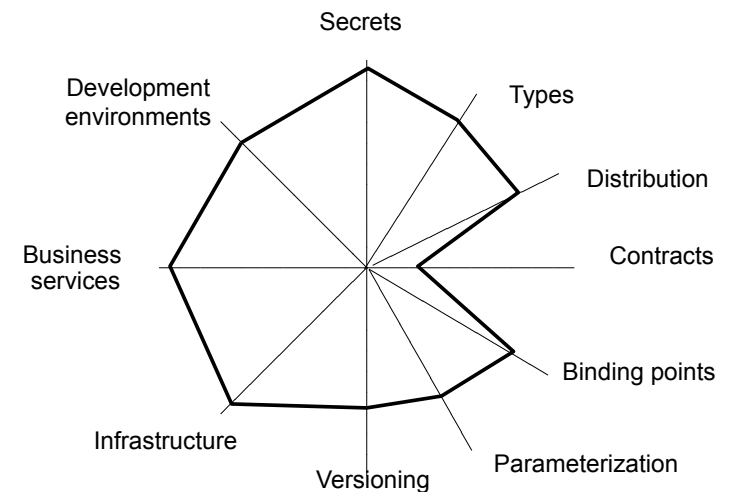 Secrets
Development
environments
Types
Distribution
Business
services
Contracts
Binding points
Infrastructure
Parameterization
Versioning